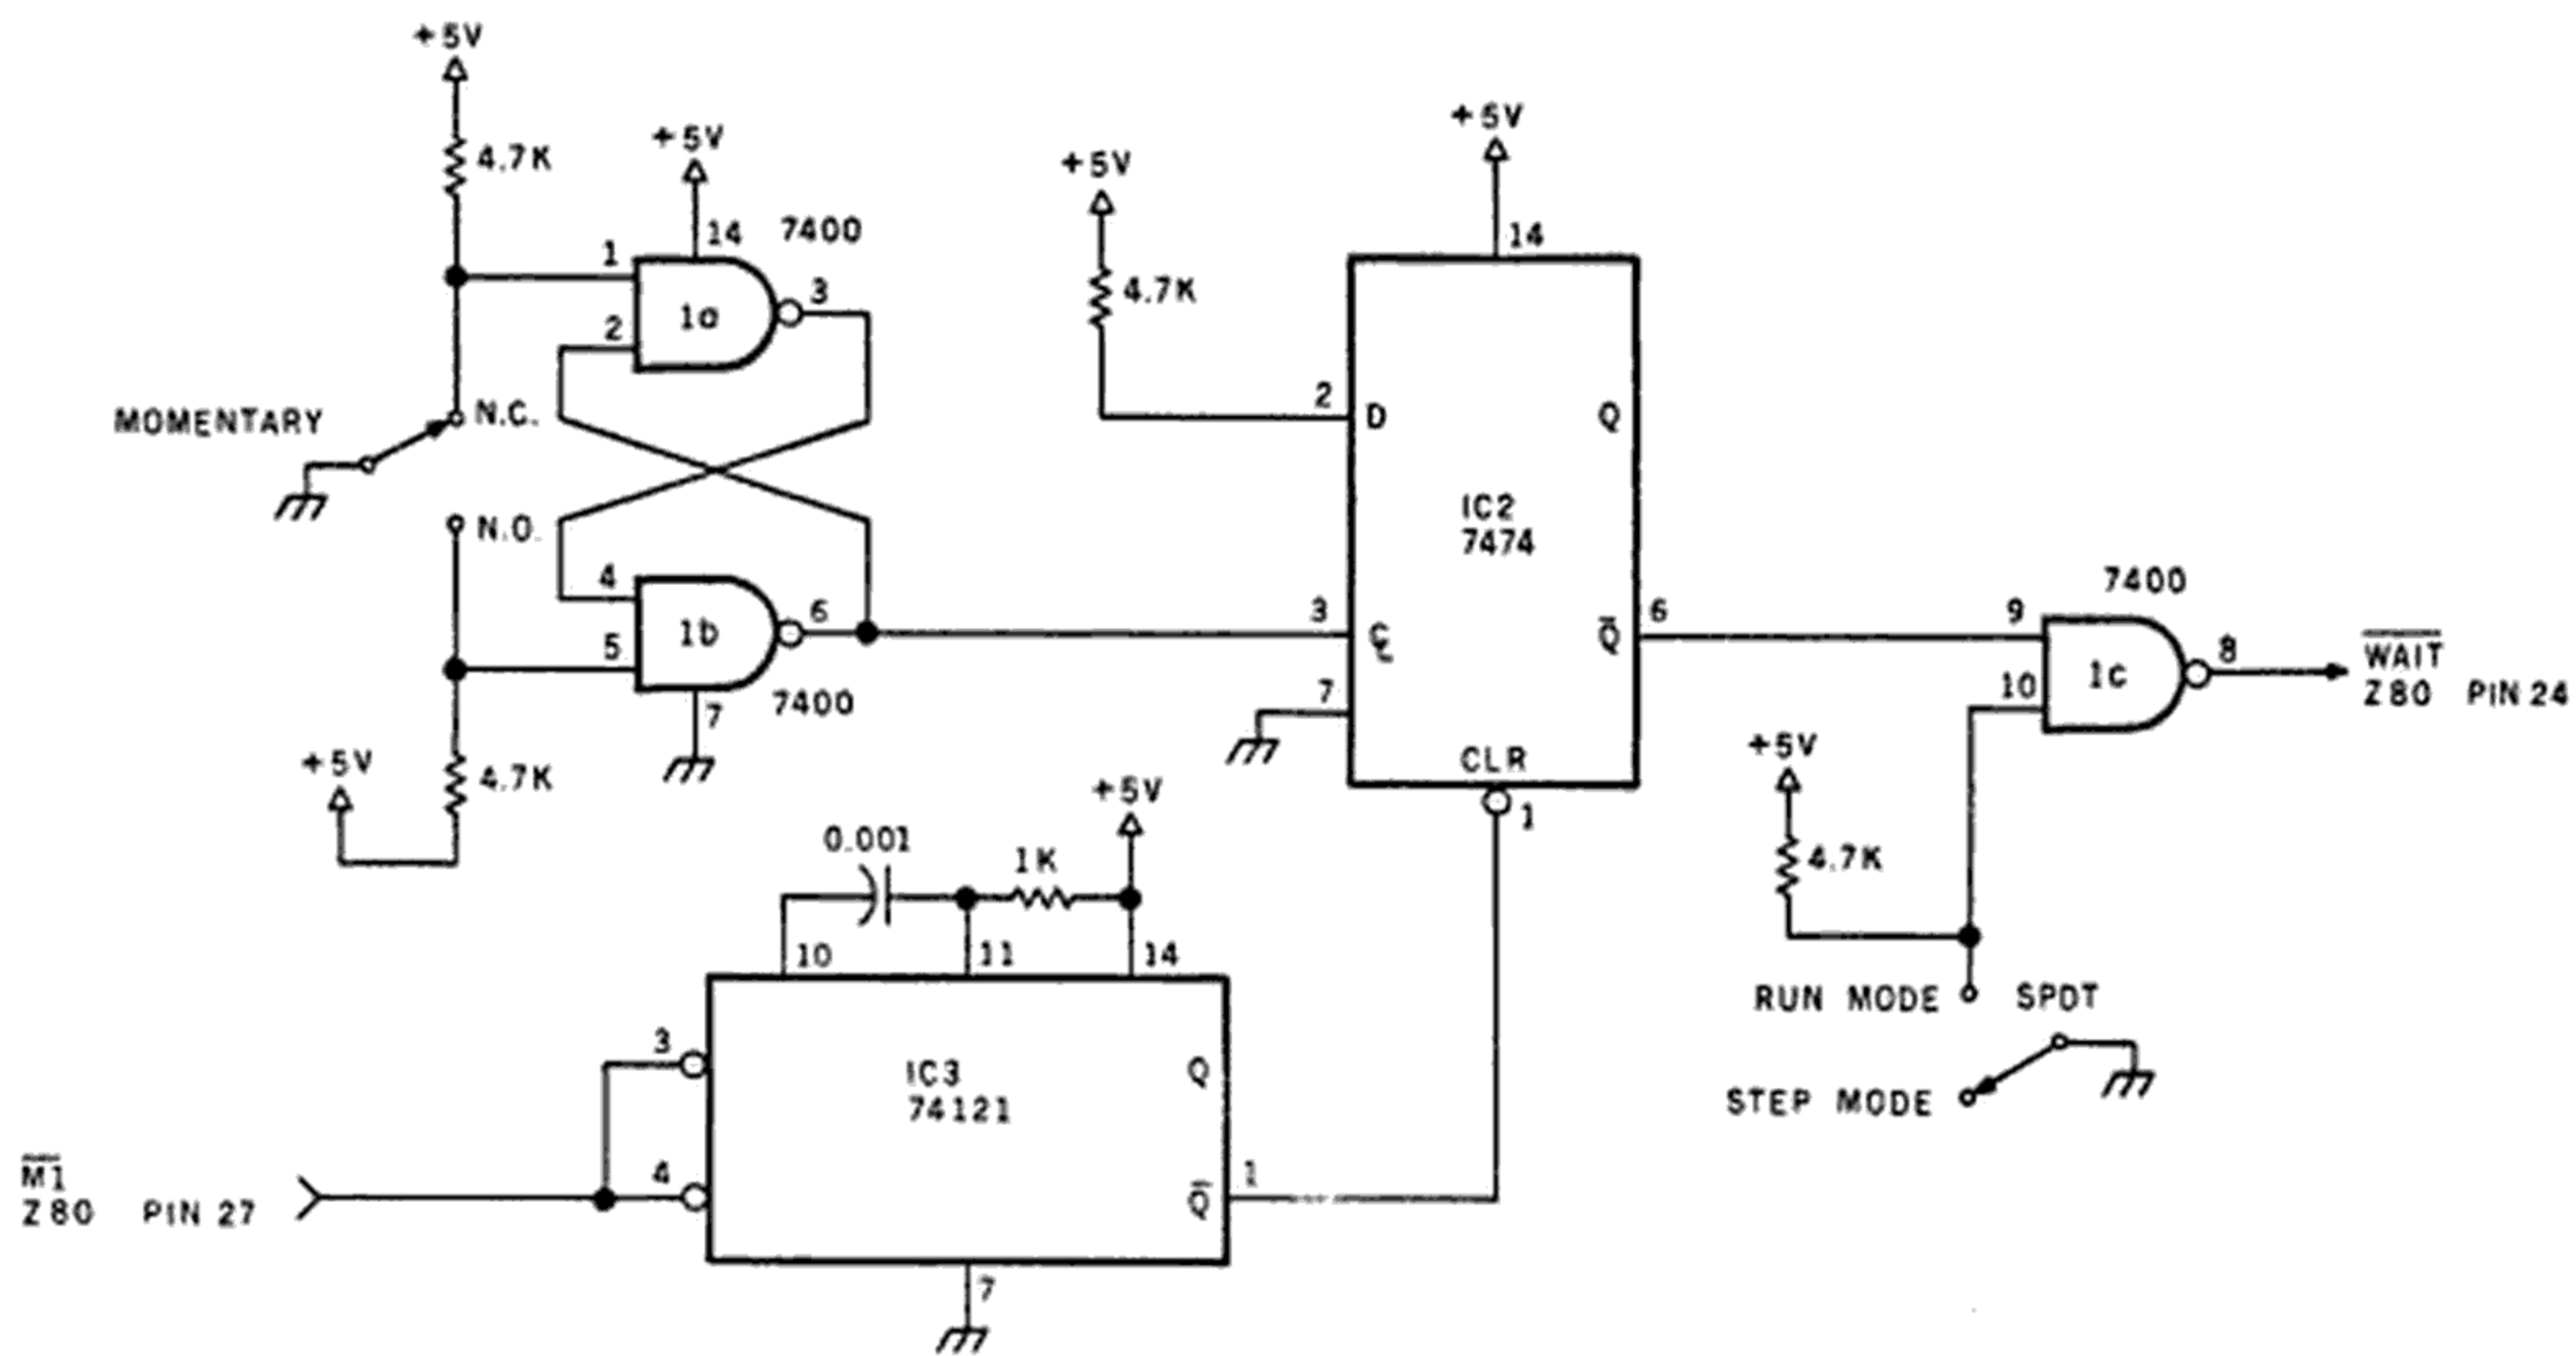 +5V
4.7K
+5V
14
7400
1
1a
3
2
MOMENTARY
N.C.
N.O.
4
1b
6
5
7
7400
+5V
4.7K
+5V
4.7K
+5V
14
2
D
Q
IC2
7474
3
C
7
Q̅
6
CLR
1
7400
9
1c
8
10
W̅A̅I̅T̅
Z80 PIN 24
+5V
4.7K
RUN MODE
SPDT
STEP MODE
0.001
1K
+5V
10
11
14
3
IC3
74121
Q
4
Q̅
1
7
M̅1̅
Z80 PIN 27